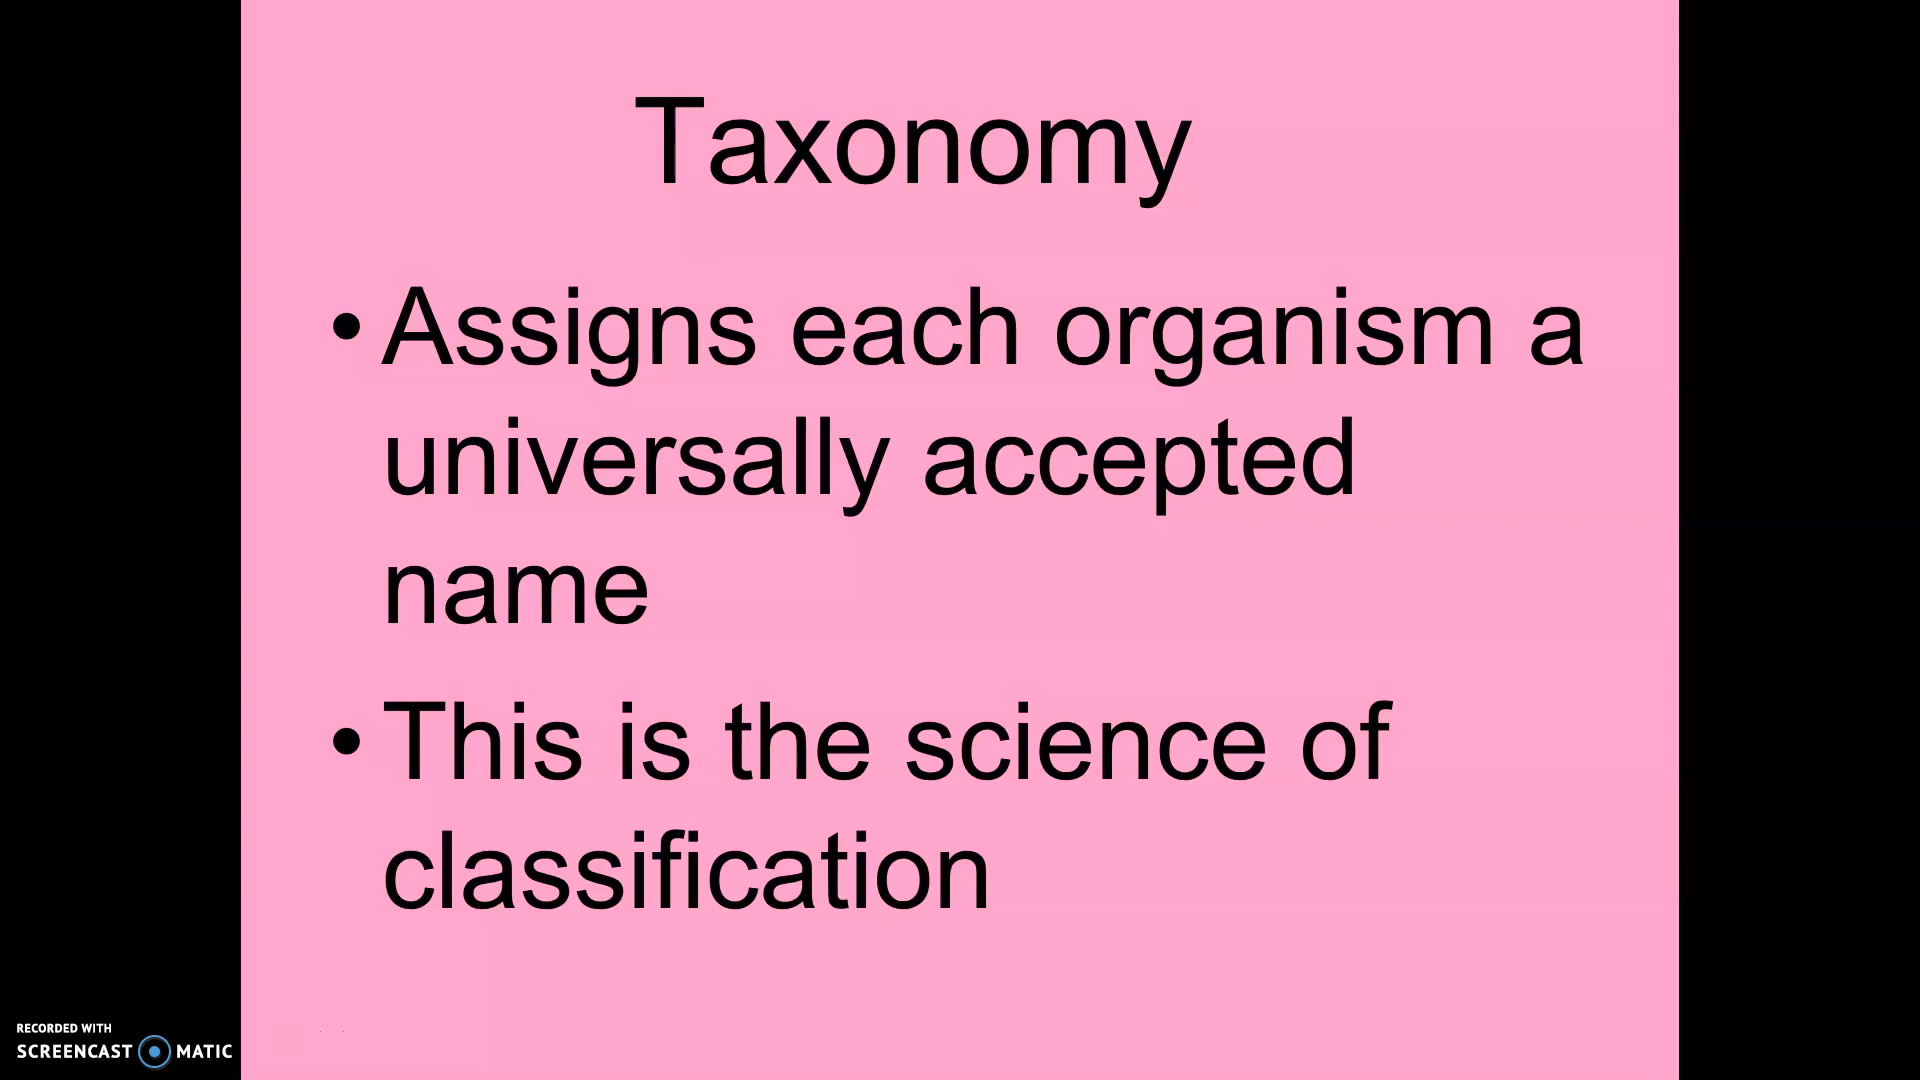 Taxonomy
• Assigns each organism a
universally accepted
name
• This is the science of
classification
RECORDED WITH
SCREENCAST MATIC